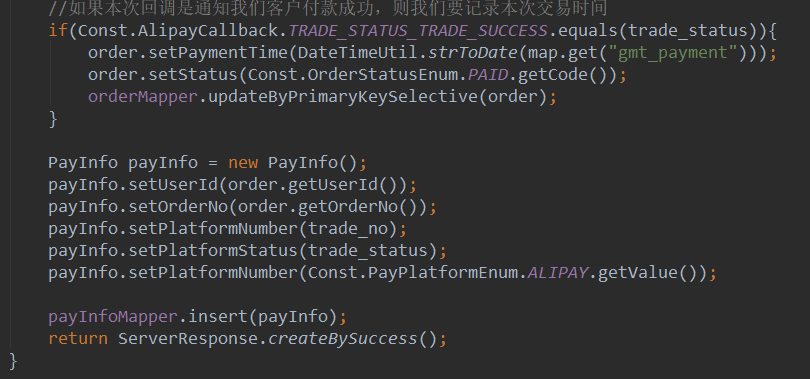 //如果本次回调是通知我们客户付款成功，则我们要记录本次交易时间
if(Const.AlipayCallback.TRADE_STATUS_TRADE_SUCCESS.equals(trade_status)){
order.setPaymentTime(DateTimeUtil.strToDate(map.get("gmt_payment")));
order.setStatus(Const.OrderStatusEnum.PAID.getCode());
orderMapper.updateByPrimaryKeySelective(order);
}
PayInfo payInfo = new PayInfo();
payInfo.setUserId(order.getUserId());
payInfo.setOrderNo(order.getOrderNo());
payInfo.setPlatformNumber(trade_no);
payInfo.setPlatformStatus(trade_status);
payInfo.setPlatformNumber(Const.PayPlatformEnum.ALIPAY.getValue());
payInfoMapper.insert(payInfo);
return ServerResponse.createBySuccess();
}